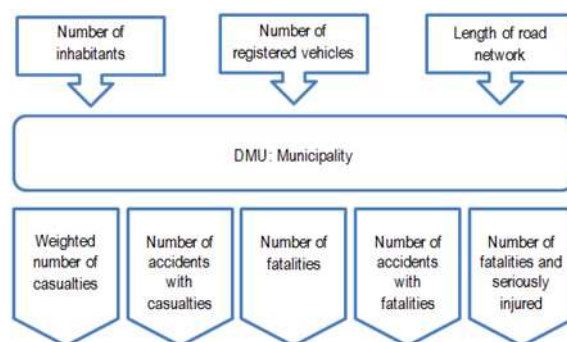 Number of
inhabitants
Number of
registered vehicles
Length of road
network
DMU: Municipality
Weighted
number of
casualties
Number of
accidents
with
casualties
Number of
fatalities
Number of
accidents
with
fatalities
Number of
fatalities and
seriously
injured